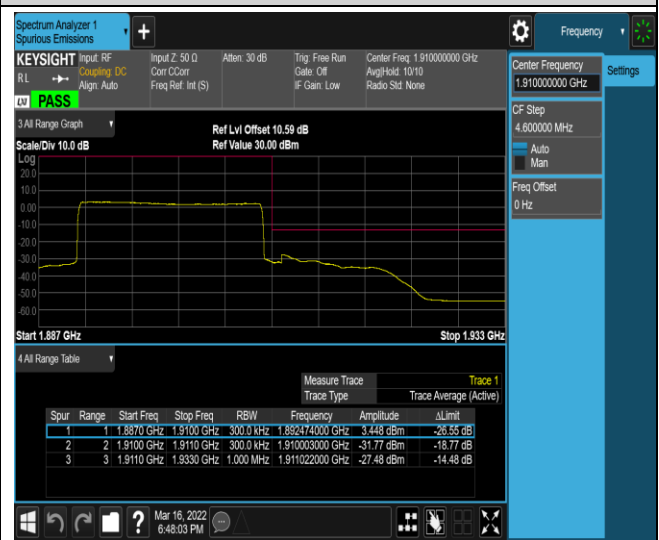 Spectrum Analyzer 1
Spurious Emissions
Frequency
KEYSIGHT Input: RF Input Z: 50 Ω Atten: 30 dB Trig: Free Run Center Freq: 1.910000000 GHz
RL Coupling: DC Corr CCorr Gate: Off Avg|Hold: 10/10
Align: Auto Freq Ref: Int (S) IF Gain: Low Radio Std: None
LXI PASS
Center Frequency
1.910000000 GHz
Settings
CF Step
4.600000 MHz
Auto
Man
Freq Offset
0 Hz
3 All Range Graph
Ref Lvl Offset 10.59 dB
Scale/Div 10.0 dB Ref Value 30.00 dBm
Log
20.0
10.0
0.00
-10.0
-20.0
-30.0
-40.0
-50.0
-60.0
Start 1.887 GHz Stop 1.933 GHz
4 All Range Table
Measure Trace Trace 1
Trace Type Trace Average (Active)
Spur Range Start Freq Stop Freq RBW Frequency Amplitude ΔLimit
1 1 1.8870 GHz 1.9100 GHz 300.0 kHz 1.892474000 GHz 3.448 dBm -26.55 dB
2 2 1.9100 GHz 1.9110 GHz 300.0 kHz 1.910003000 GHz -31.77 dBm -18.77 dB
3 3 1.9110 GHz 1.9330 GHz 1.000 MHz 1.911022000 GHz -27.48 dBm -14.48 dB
Mar 16, 2022
6:48:03 PM